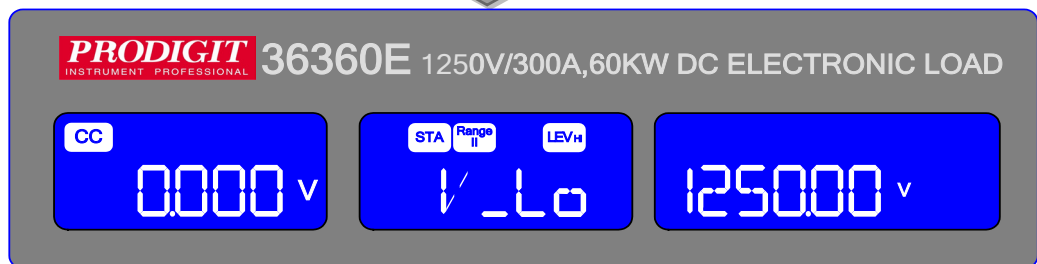 PRODIGIT
INSTRUMENT PROFESSIONAL
36360E 1250V/300A,60KW DC ELECTRONIC LOAD
CC
0.000 V
STA Range II LEVHI
V_Lo
1250.00 V